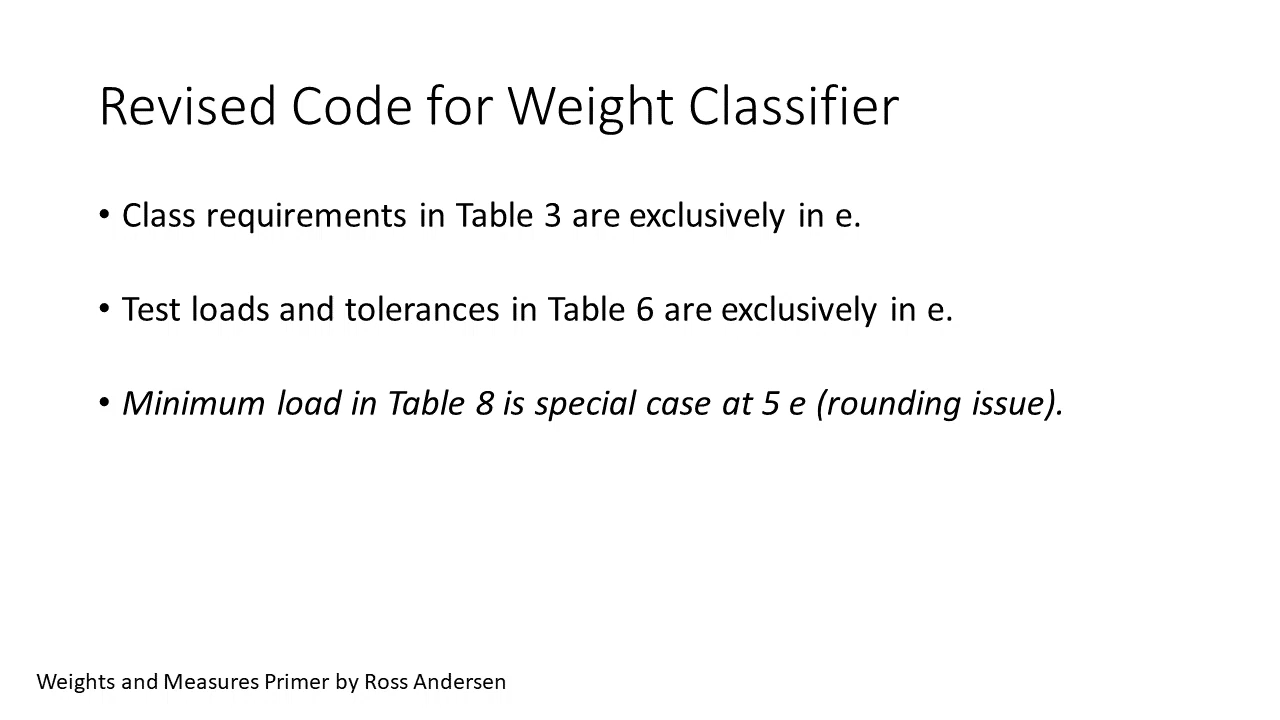 Revised Code for Weight Classifier
• Class requirements in Table 3 are exclusively in e.
• Test loads and tolerances in Table 6 are exclusively in e.
• Minimum load in Table 8 is special case at 5 e (rounding issue).
Weights and Measures Primer by Ross Andersen